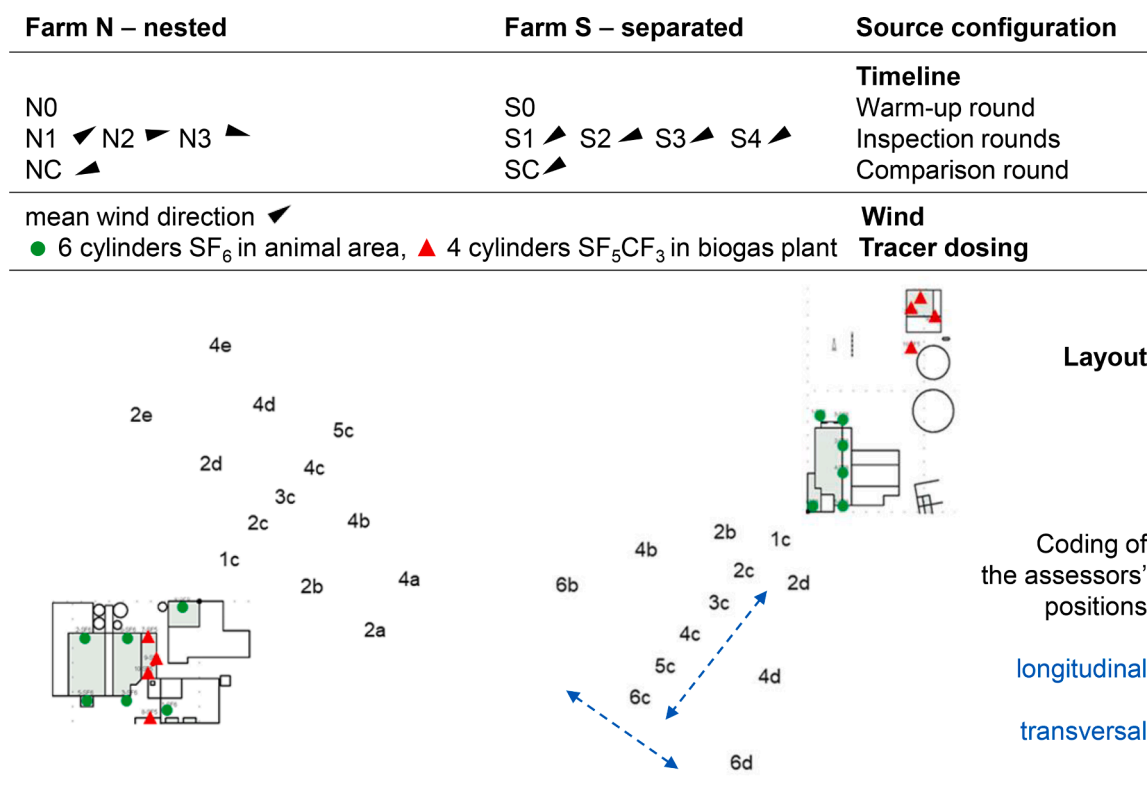 Farm N – nested Farm S – separated Source configuration
Timeline
N0 S0 Warm-up round
N1 N2 N3 S1 S2 S3 S4 Inspection rounds
NC SC Comparison round
mean wind direction Wind
6 cylinders SF6 in animal area, 4 cylinders SF5CF3 in biogas plant Tracer dosing
Layout
4e
2e
4d
5c
2d
4c
3c
2c
4b
1c
2b
4a
2a
2b
1c
4b
2c
2d
6b
3c
4c
5c
4d
6c
6d
Coding of
the assessors’
positions
longitudinal
transversal